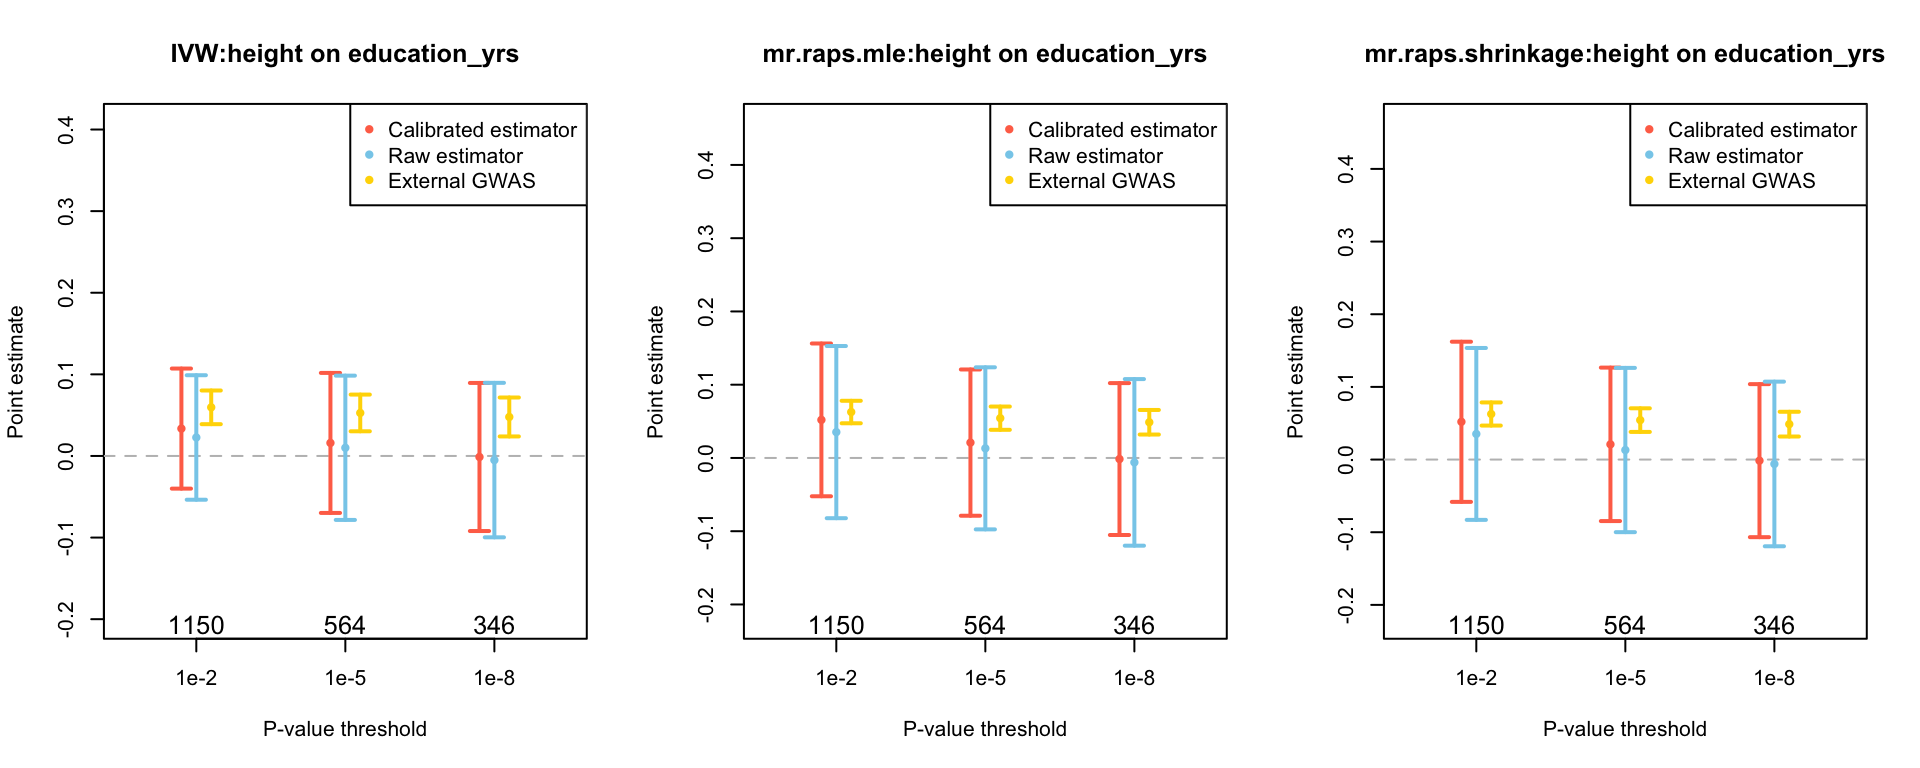 IVW:height on education_yrs
Calibrated estimator
Raw estimator
External GWAS
Point estimate
0.4
0.3
0.2
0.1
0.0
-0.1
-0.2
1150 564 346
1e-2 1e-5 1e-8
P-value threshold
mr.raps.mle:height on education_yrs
Calibrated estimator
Raw estimator
External GWAS
Point estimate
0.4
0.3
0.2
0.1
0.0
-0.1
-0.2
1150 564 346
1e-2 1e-5 1e-8
P-value threshold
mr.raps.shrinkage:height on education_yrs
Calibrated estimator
Raw estimator
External GWAS
Point estimate
0.4
0.3
0.2
0.1
0.0
-0.1
-0.2
1150 564 346
1e-2 1e-5 1e-8
P-value threshold